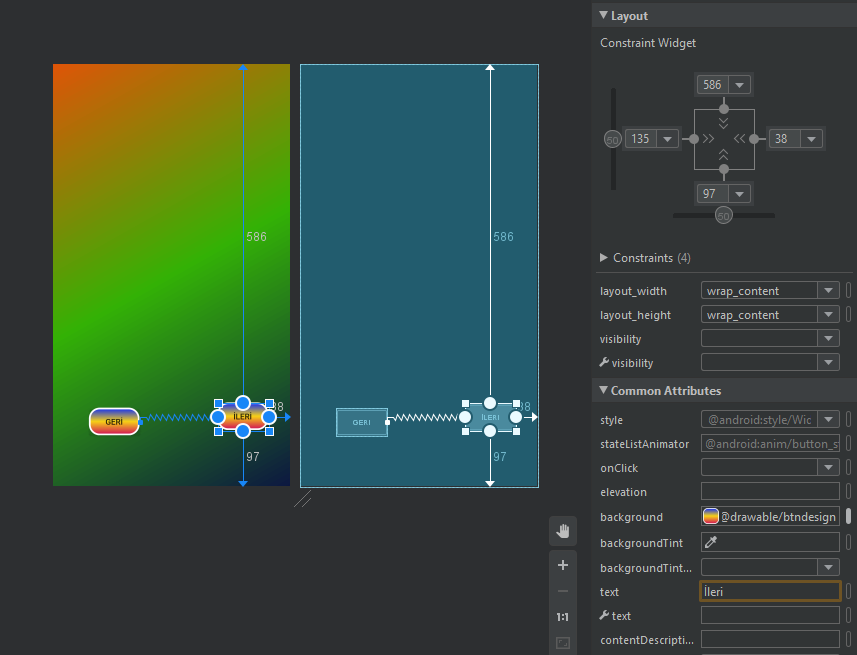 Layout
Constraint Widget
586
50
135
38
97
50
586
586
Constraints (4)
layout_width
wrap_content
layout_height
wrap_content
visibility
visibility
Common Attributes
GERİ
İLERİ
38
GERI
İLERİ
38
style
@android:style/Wid
stateListAnimator
@android:anim/button_s
97
97
onClick
elevation
background
@drawable/btndesign
backgroundTint
backgroundTint...
text
İleri
1:1
text
contentDescripti...